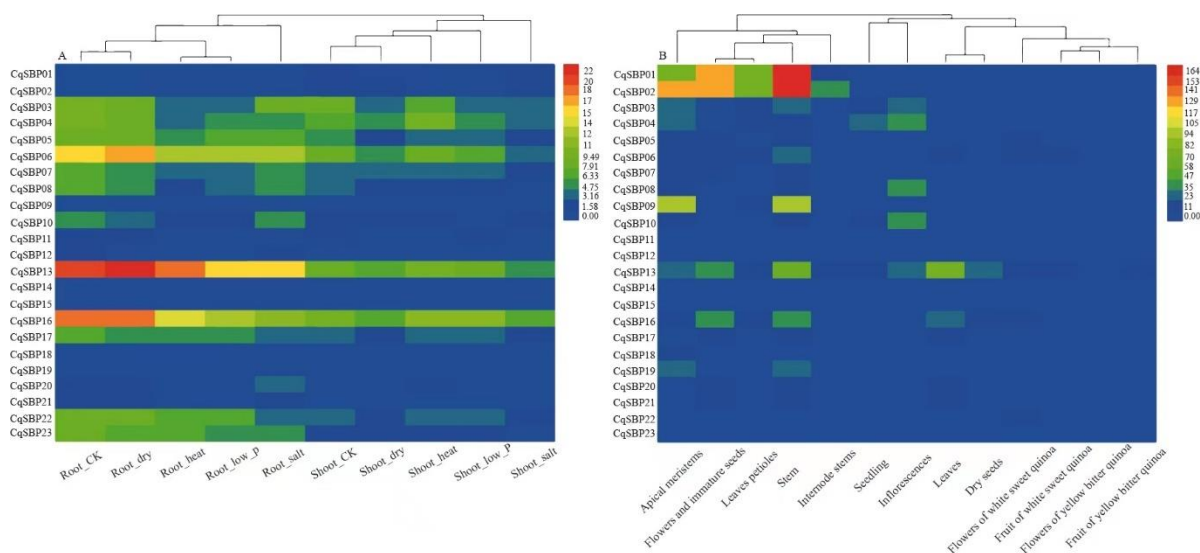 A
CqSBP01
CqSBP02
CqSBP03
CqSBP04
CqSBP05
CqSBP06
CqSBP07
CqSBP08
CqSBP09
CqSBP10
CqSBP11
CqSBP12
CqSBP13
CqSBP14
CqSBP15
CqSBP16
CqSBP17
CqSBP18
CqSBP19
CqSBP20
CqSBP21
CqSBP22
CqSBP23
Root_CK
Root_dry
Root_heat
Root_low_P
Root_salt
Shoot_CK
Shoot_dry
Shoot_heat
Shoot_low_P
Shoot_salt
22
20
18
17
15
14
12
11
9.49
7.91
6.33
4.75
3.16
1.58
0.00
B
CqSBP01
CqSBP02
CqSBP03
CqSBP04
CqSBP05
CqSBP06
CqSBP07
CqSBP08
CqSBP09
CqSBP10
CqSBP11
CqSBP12
CqSBP13
CqSBP14
CqSBP15
CqSBP16
CqSBP17
CqSBP18
CqSBP19
CqSBP20
CqSBP21
CqSBP22
CqSBP23
Apical meristems
Flowers and immature seeds
Leaves petioles
Stem
Internode stems
Seedling
Inflorescences
Leaves
Dry seeds
Flowers of white sweet quinoa
Fruit of white sweet quinoa
Flowers of yellow bitter quinoa
Fruit of yellow bitter quinoa
164
153
141
129
117
105
94
82
70
58
47
35
23
11
0.00